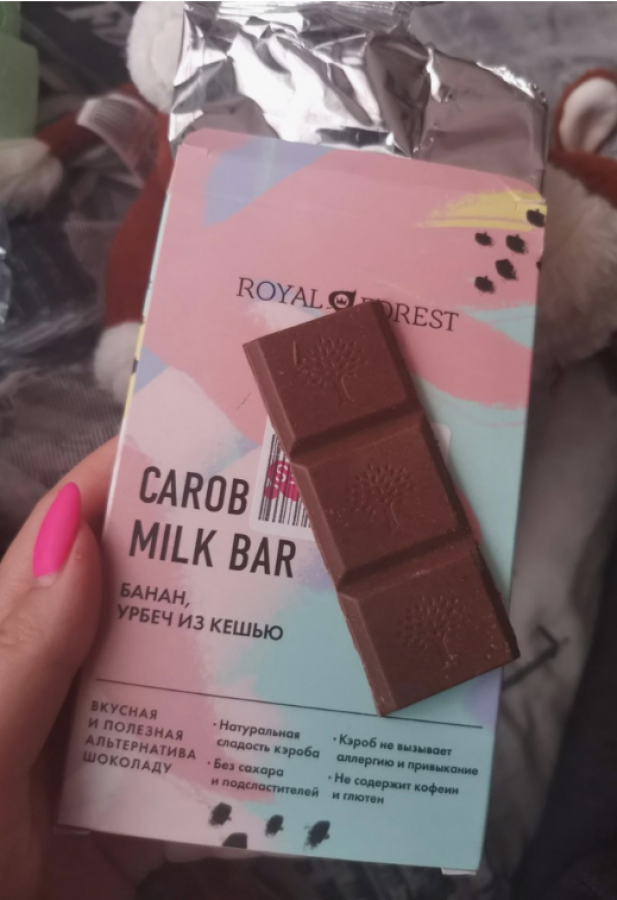 ROYAL FOREST
CAROB
MILK BAR
БАНАН,
УРБЕЧ ИЗ КЕШЬЮ
ВКУСНАЯ
И ПОЛЕЗНАЯ
АЛЬТЕРНАТИВА
ШОКОЛАДУ
· Натуральная
сладость кэроба
· Без сахара
и подсластителей
· Кэроб не вызывает
аллергию и привыкание
· Не содержит кофеин
и глютен